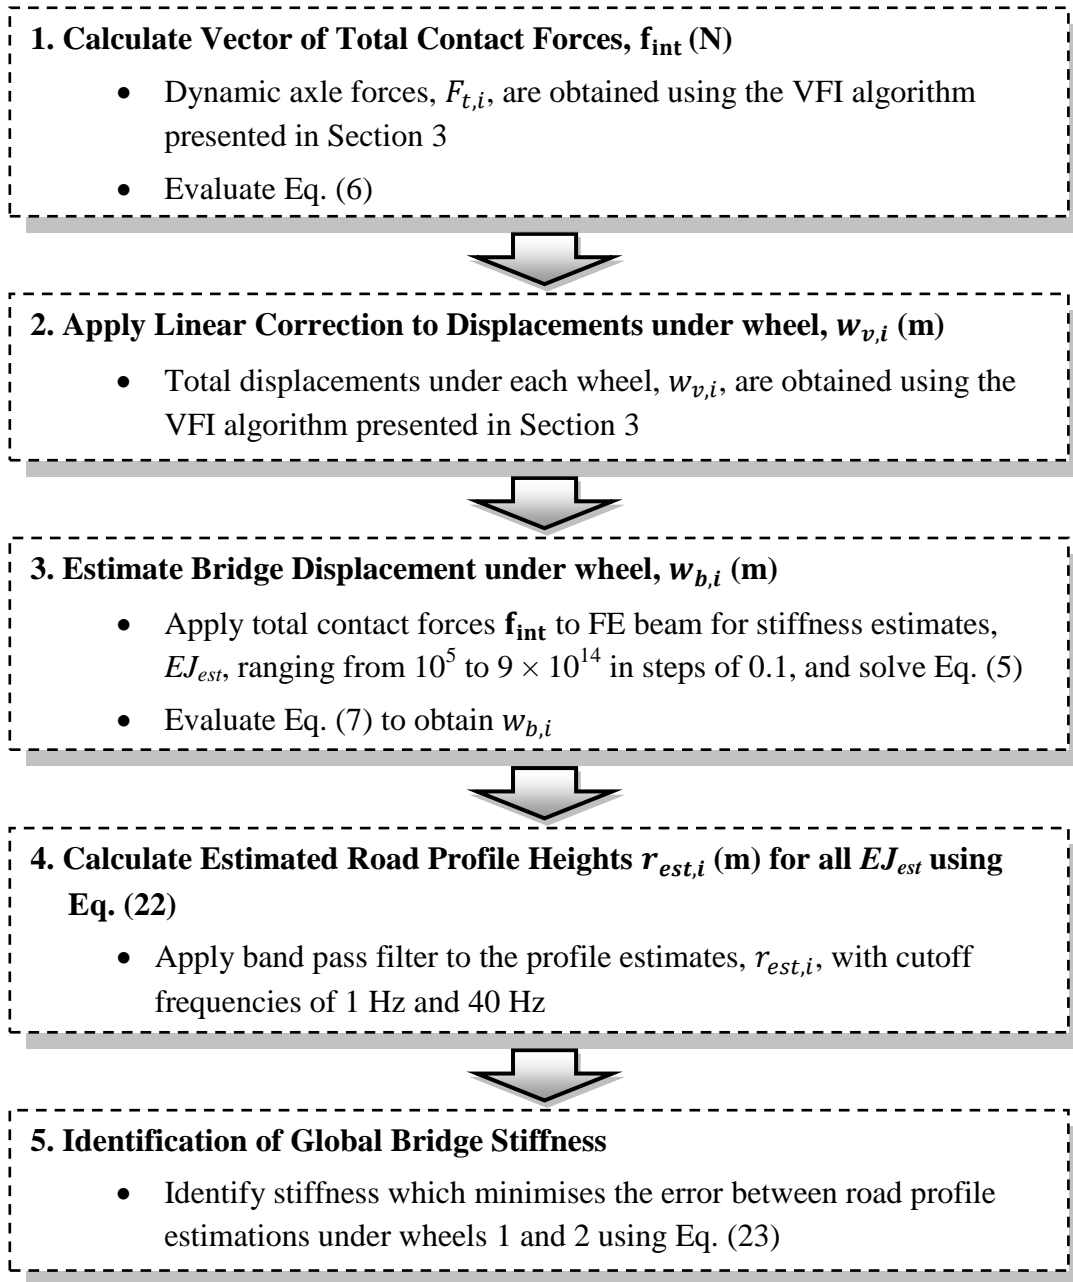 1. Calculate Vector of Total Contact Forces, f_int (N)
• Dynamic axle forces, F_t,i, are obtained using the VFI algorithm
presented in Section 3
• Evaluate Eq. (6)
2. Apply Linear Correction to Displacements under wheel, w_v,i (m)
• Total displacements under each wheel, w_v,i, are obtained using the
VFI algorithm presented in Section 3
3. Estimate Bridge Displacement under wheel, w_b,i (m)
• Apply total contact forces f_int to FE beam for stiffness estimates,
EJ_est, ranging from 10^5 to 9 × 10^14 in steps of 0.1, and solve Eq. (5)
• Evaluate Eq. (7) to obtain w_b,i
4. Calculate Estimated Road Profile Heights r_est,i (m) for all EJ_est using
Eq. (22)
• Apply band pass filter to the profile estimates, r_est,i, with cutoff
frequencies of 1 Hz and 40 Hz
5. Identification of Global Bridge Stiffness
• Identify stiffness which minimises the error between road profile
estimations under wheels 1 and 2 using Eq. (23)